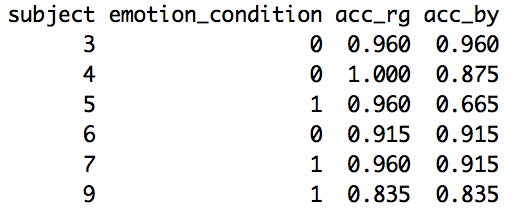 subject emotion_condition acc_rg acc_by
3 0 0.960 0.960
4 0 1.000 0.875
5 1 0.960 0.665
6 0 0.915 0.915
7 1 0.960 0.915
9 1 0.835 0.835